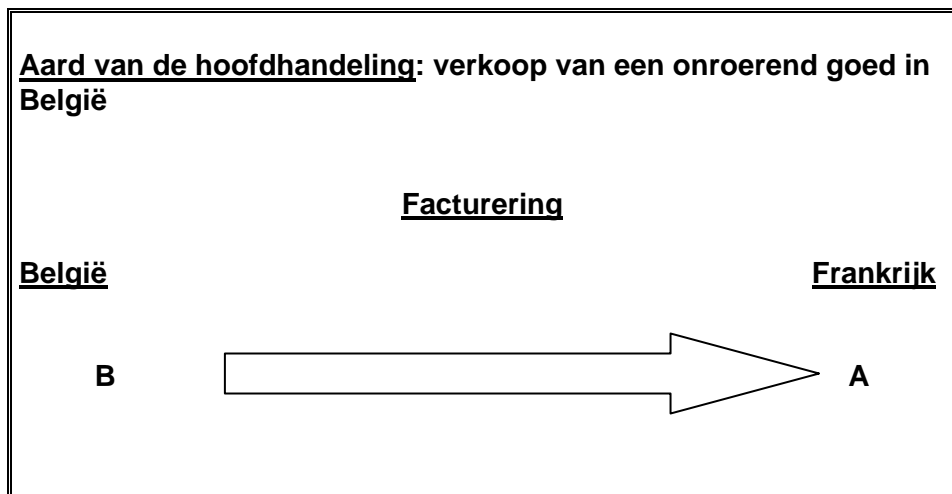 Aard van de hoofdhandeling: verkoop van een onroerend goed in
België
Facturering
België Frankrijk
B A